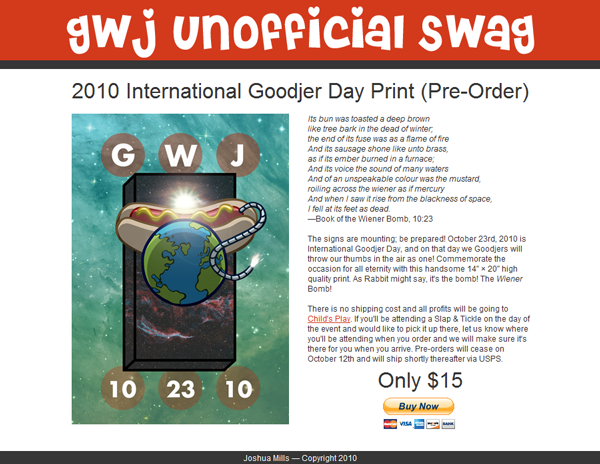 gwj unofficial swag
2010 International Goodjer Day Print (Pre-Order)
G W J
10 23 10
Its bun was toasted a deep brown
like tree bark in the dead of winter;
the end of its fuse was as a flame of fire
And its sausage shone like unto brass,
as if its ember burned in a furnace;
And its voice the sound of many waters
And of an unspeakable colour was the mustard,
roiling across the wiener as if mercury
And when I saw it rise from the blackness of space,
I fell at its feet as dead.
—Book of the Wiener Bomb, 10:23
The signs are mounting; be prepared! October 23rd, 2010 is
International Goodjer Day, and on that day we Goodjers will
throw our thumbs in the air as one! Commemorate the
occasion for all eternity with this handsome 14" × 20" high
quality print. As Rabbit might say, it's the bomb! The Wiener
Bomb!
There is no shipping cost and all profits will be going to
Child's Play. If you'll be attending a Slap & Tickle on the day of
the event and would like to pick it up there, let us know where
you'll be attending when you order and we will make sure it's
there for you when you arrive. Pre-orders will cease on
October 12th and will ship shortly thereafter via USPS.
Only $15
Buy Now
VISA
BANK
Joshua Mills — Copyright 2010